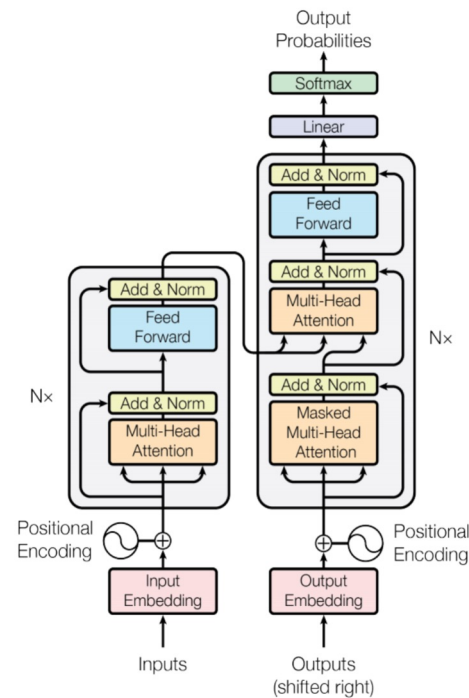 Output
Probabilities
Softmax
Linear
Add & Norm
Feed
Forward
Add & Norm
Multi-Head
Attention
Add & Norm
Masked
Multi-Head
Attention
Nx
Add & Norm
Feed
Forward
Add & Norm
Multi-Head
Attention
Nx
Positional
Encoding
Positional
Encoding
Input
Embedding
Output
Embedding
Inputs
Outputs
(shifted right)